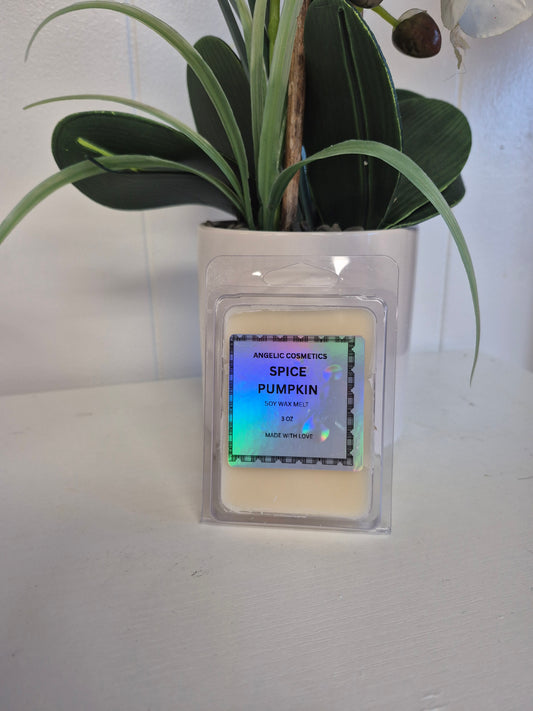 ANGELIC COSMETICS
SPICE
PUMPKIN
SOY WAX MELT
3 OZ
MADE WITH LOVE